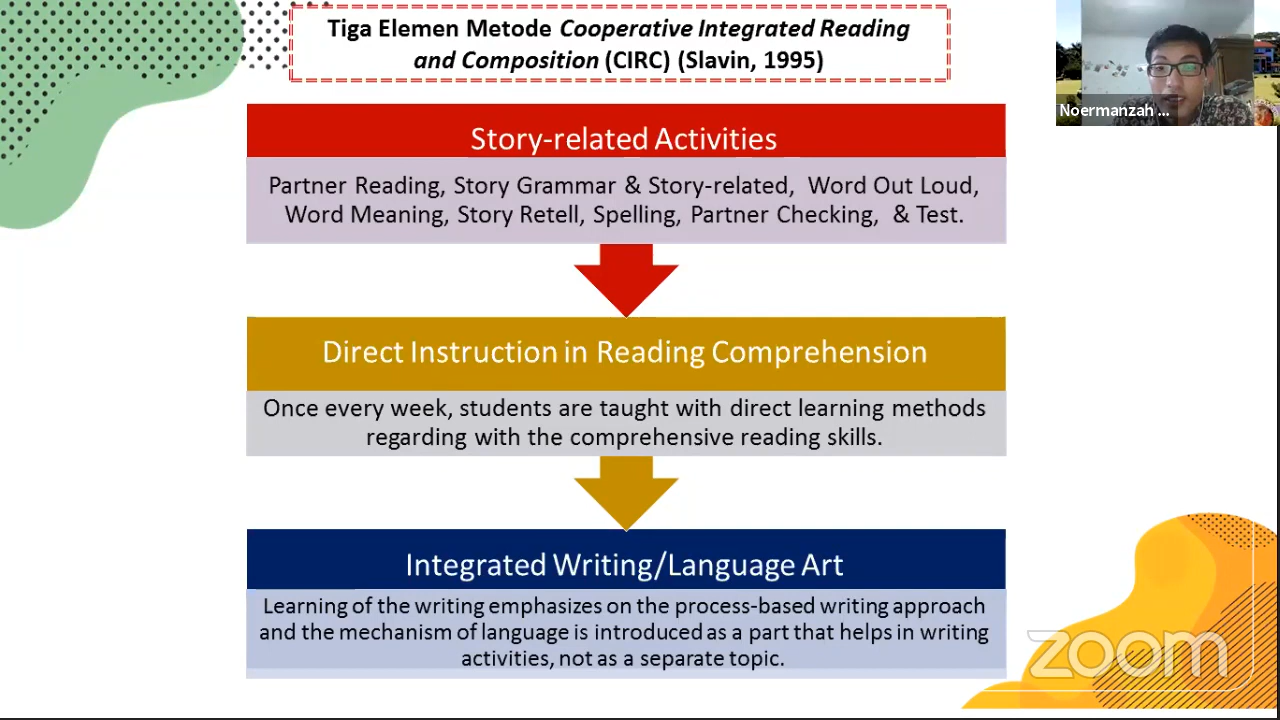 Tiga Elemen Metode Cooperative Integrated Reading
and Composition (CIRC) (Slavin, 1995)
Noermanzah ...
Story-related Activities
Partner Reading, Story Grammar & Story-related, Word Out Loud,
Word Meaning, Story Retell, Spelling, Partner Checking, & Test.
Direct Instruction in Reading Comprehension
Once every week, students are taught with direct learning methods
regarding with the comprehensive reading skills.
Integrated Writing/Language Art
Learning of the writing emphasizes on the process-based writing approach
and the mechanism of language is introduced as a part that helps in writing
activities, not as a separate topic.
zoom